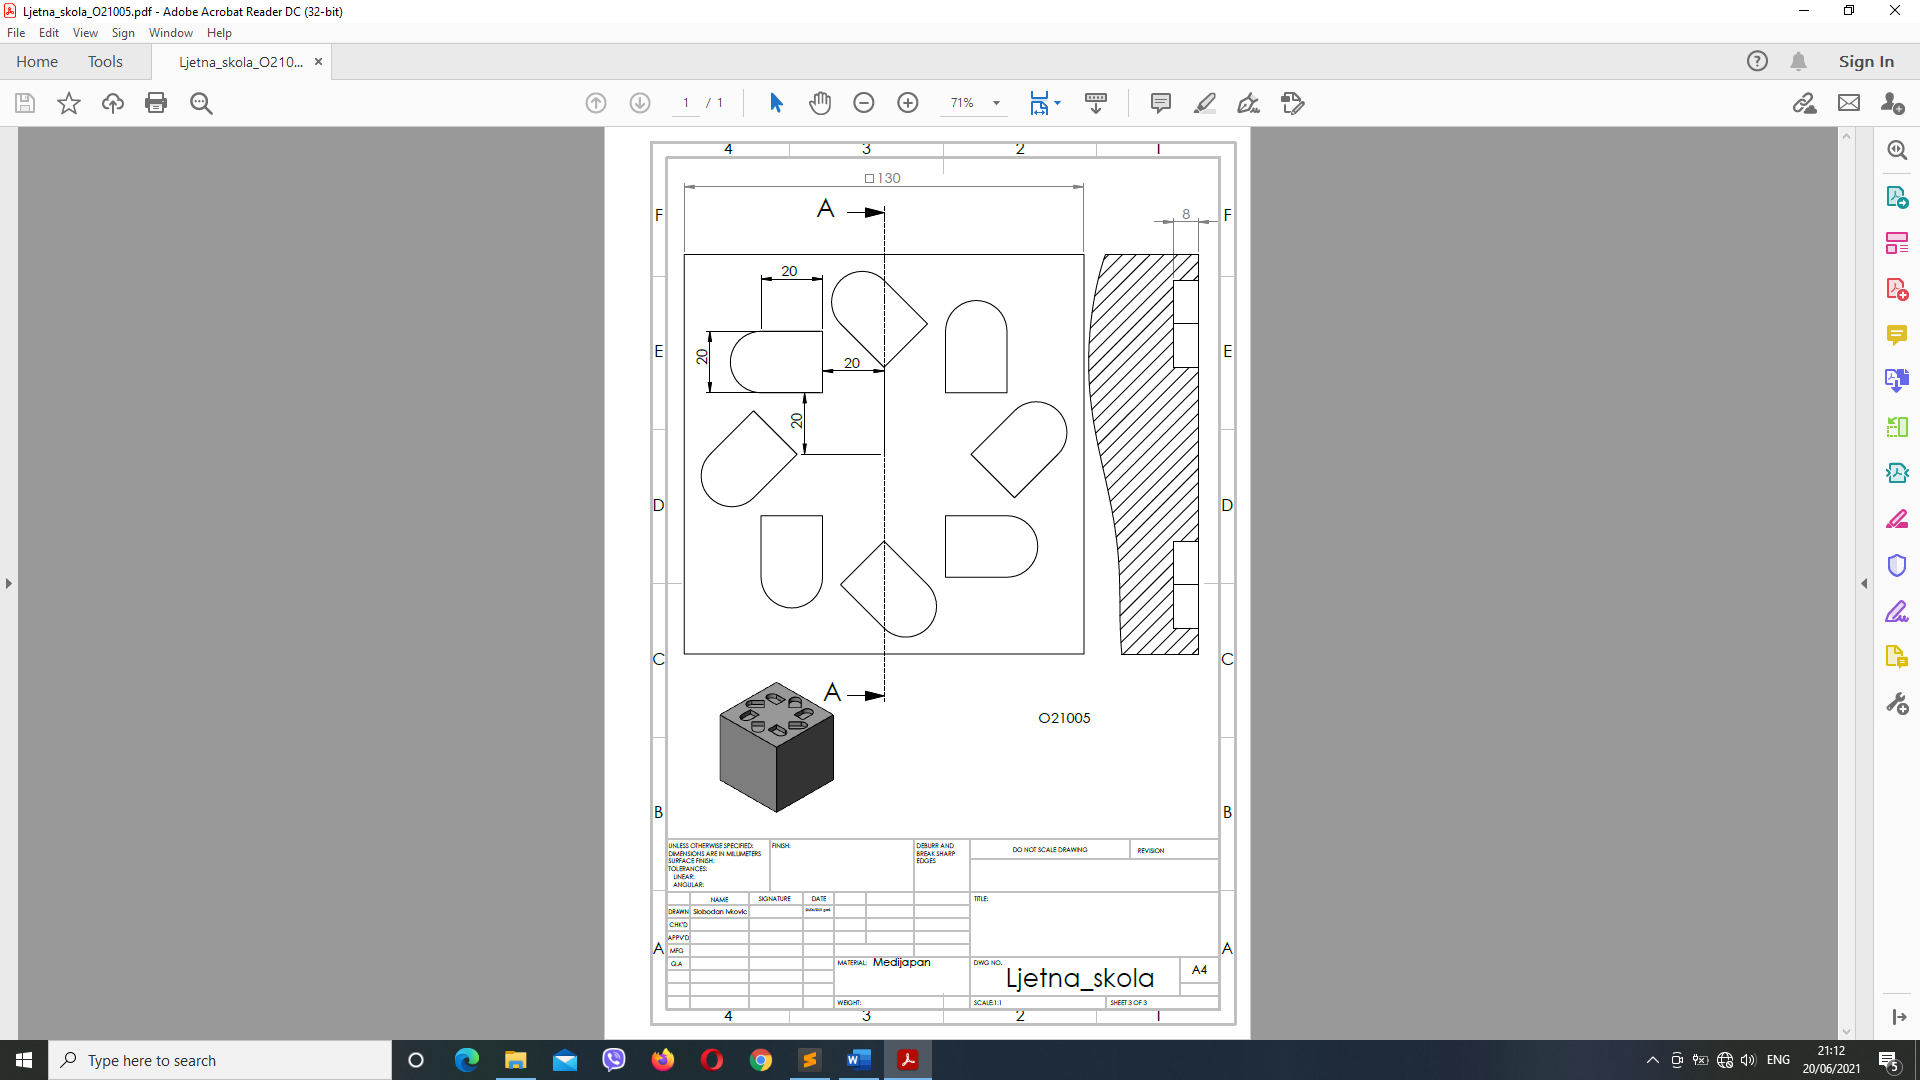 Ljetna_skola_O21005.pdf - Adobe Acrobat Reader DC (32-bit)
File Edit View Sign Window Help
Home Tools Ljetna_skola_O210... × Sign In
1 / 1 71%
4 3 2 1
□130
A
F 8 F
20
E 20 20 E
20
D D
C C
A
O21005
B B
UNLESS OTHERWISE SPECIFIED:
DIMENSIONS ARE IN MILLIMETERS
SURFACE FINISH:
TOLERANCES:
LINEAR:
ANGULAR:
FINISH:
DEBURR AND
BREAK SHARP
EDGES
DO NOT SCALE DRAWING
REVISION
NAME SIGNATURE DATE TITLE:
DRAWN Slobodan Ivkovic
CHK'D
APPV'D
MFG
Q.A
A A
MATERIAL: Medijapan
DWG NO.
Ljetna_skola
A4
WEIGHT: SCALE:1:1 SHEET 3 OF 3
4 3 2 1
Type here to search
ENG
21:12
20/06/2021
5